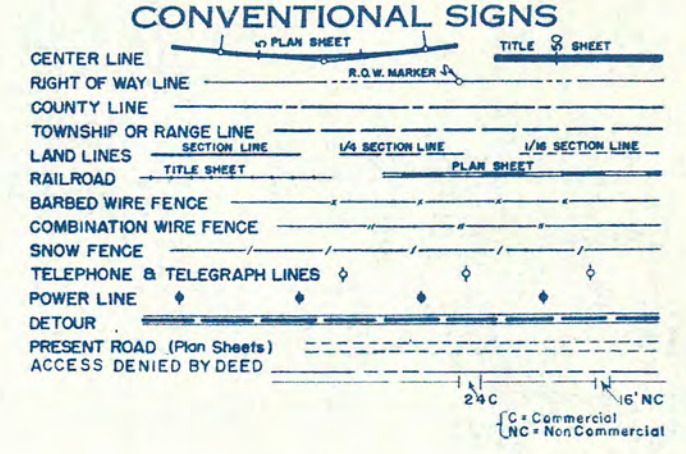 CONVENTIONAL SIGNS
CENTER LINE 5 PLAN SHEET TITLE 50 SHEET
RIGHT OF WAY LINE R.O.W. MARKER
COUNTY LINE
TOWNSHIP OR RANGE LINE
LAND LINES SECTION LINE 1/4 SECTION LINE 1/16 SECTION LINE
RAILROAD TITLE SHEET PLAN SHEET
BARBED WIRE FENCE
COMBINATION WIRE FENCE
SNOW FENCE
TELEPHONE & TELEGRAPH LINES
POWER LINE
DETOUR
PRESENT ROAD (Plan Sheets)
ACCESS DENIED BY DEED
24C 16' NC
C = Commercial
NC = Non Commercial